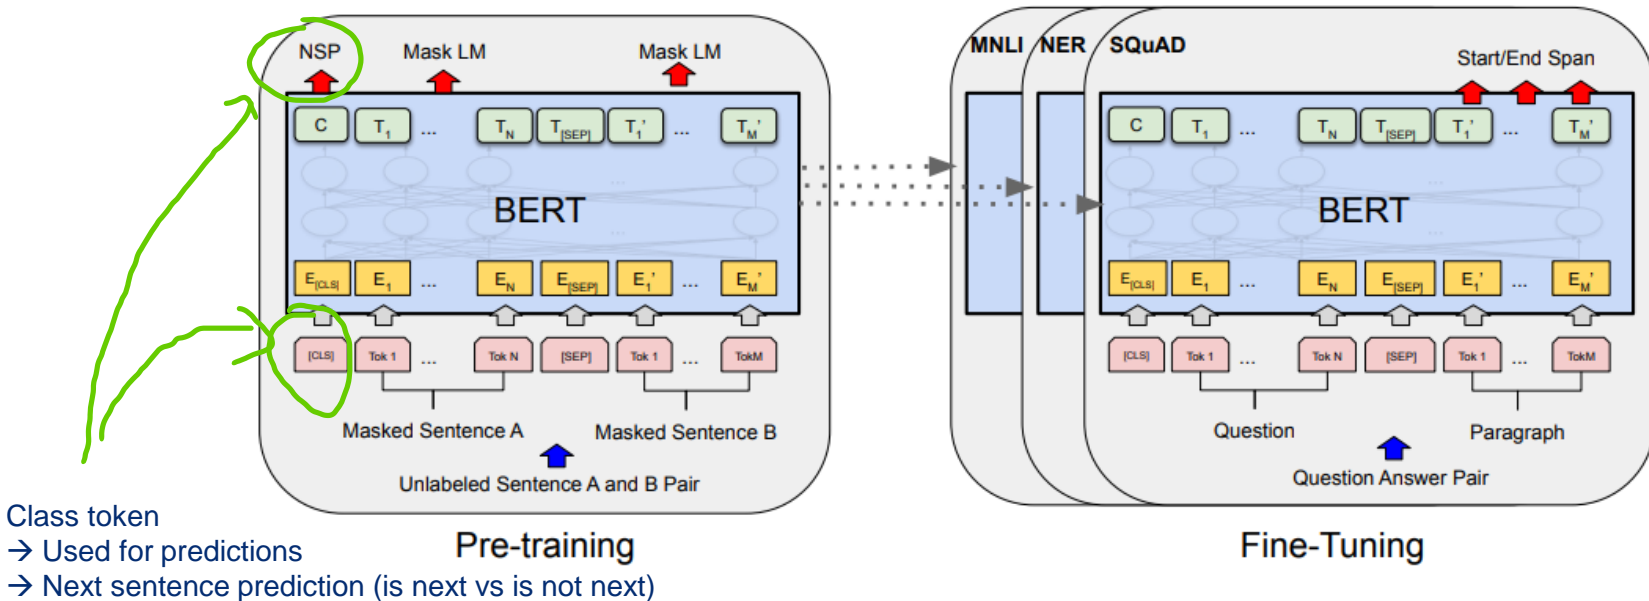 NSP Mask LM Mask LM
C T1 ... TN T[SEP] T1' ... TM'
... 
BERT
...
E[CLS] E1 ... EN E[SEP] E1' ... EM'
[CLS] Tok 1 ... Tok N [SEP] Tok 1 ... TokM
Masked Sentence A Masked Sentence B
Unlabeled Sentence A and B Pair
Pre-training
MNLI NER SQuAD
Start/End Span
C T1 ... TN T[SEP] T1' ... TM'
...
BERT
...
E[CLS] E1 ... EN E[SEP] E1' ... EM'
[CLS] Tok 1 ... Tok N [SEP] Tok 1 ... TokM
Question Paragraph
Question Answer Pair
Fine-Tuning
Class token
→ Used for predictions
→ Next sentence prediction (is next vs is not next)